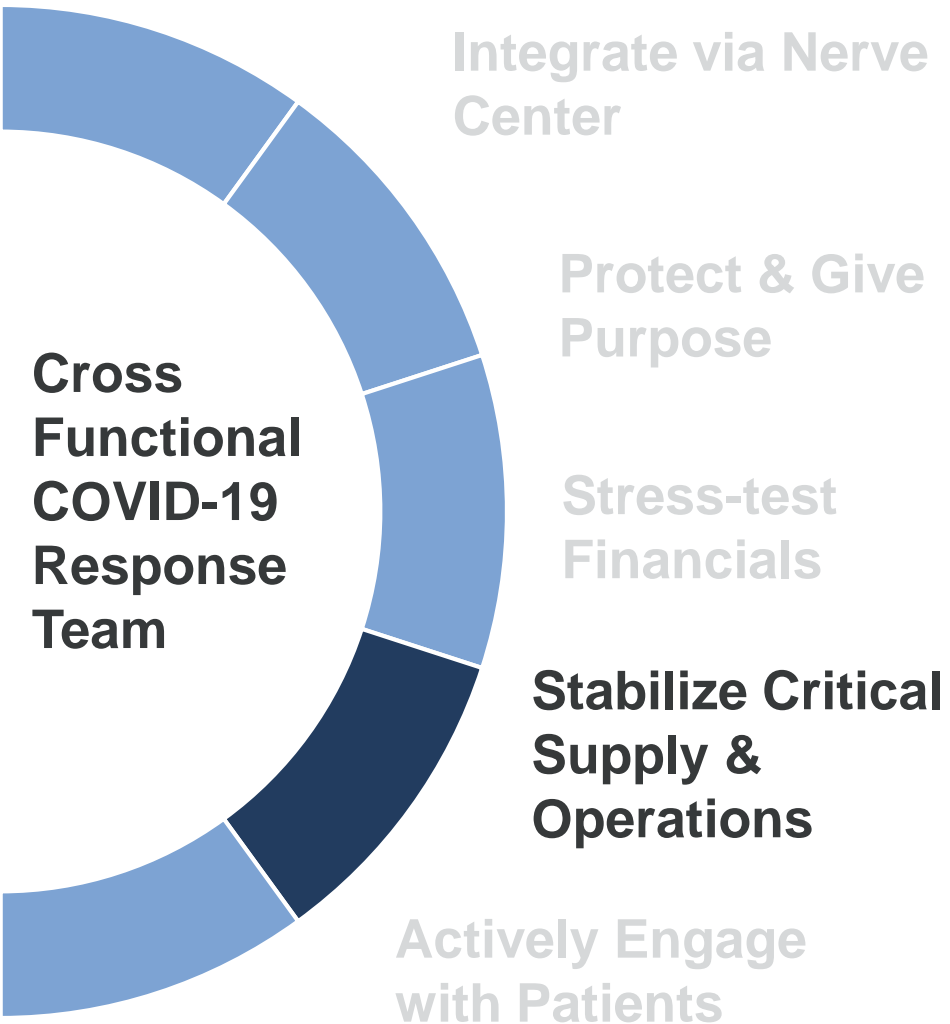 Integrate via Nerve
Center
Protect & Give
Purpose
Cross
Functional
COVID-19
Response
Team
Stress-test
Financials
Stabilize Critical
Supply &
Operations
Actively Engage
with Patients